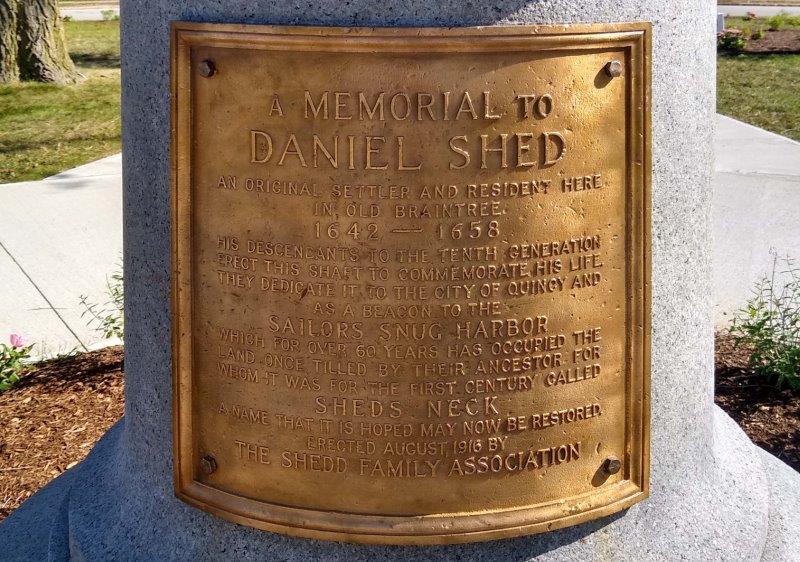 A MEMORIAL TO
DANIEL SHED
AN ORIGINAL SETTLER AND RESIDENT HERE
IN OLD BRAINTREE
1642 — 1658
HIS DESCENDANTS TO THE TENTH GENERATION
ERECT THIS SHAFT TO COMMEMORATE HIS LIFE.
THEY DEDICATE IT TO THE CITY OF QUINCY AND
AS A BEACON TO THE
SAILORS SNUG HARBOR
WHICH FOR OVER 60 YEARS HAS OCCUPIED THE
LAND ONCE TILLED BY THEIR ANCESTOR FOR
WHOM IT WAS FOR THE FIRST CENTURY CALLED
SHEDS NECK
A NAME THAT IT IS HOPED MAY NOW BE RESTORED.
ERECTED AUGUST, 1916 BY
THE SHEDD FAMILY ASSOCIATION